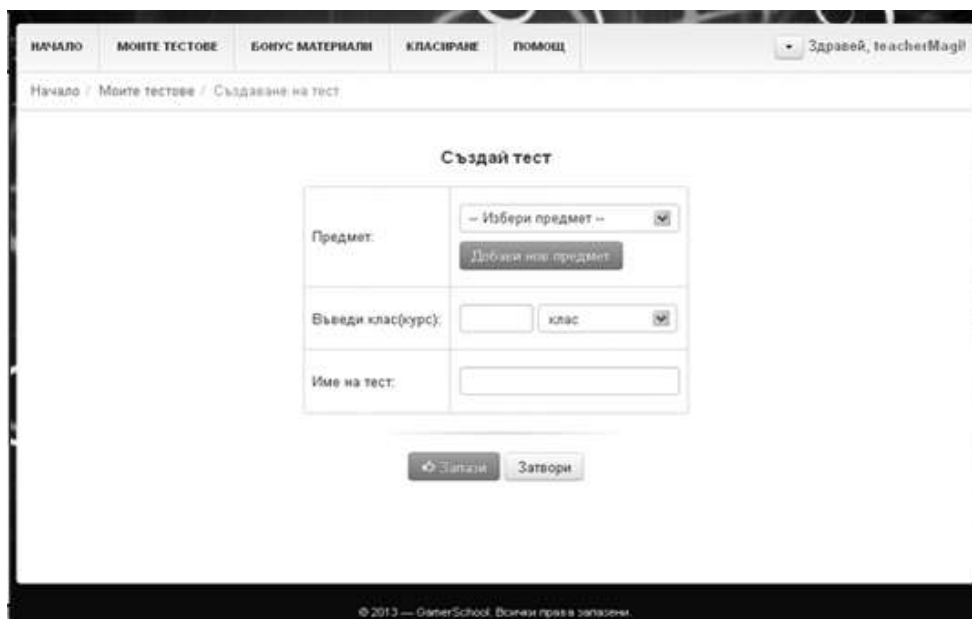 НАЧАЛО МОИТЕ ТЕСТОВЕ БОНУС МАТЕРИАЛИ КЛАСИРАНЕ ПОМОЩ Здравей, teacherMagi!
Начало / Моите тестове / Създаване на тест
Създай тест
Предмет:
-- Избери предмет --
Добави нов предмет
Въведи клас(курс): клас
Име на тест:
Запази Затвори
© 2013 — GamerSchool. Всички права запазени.